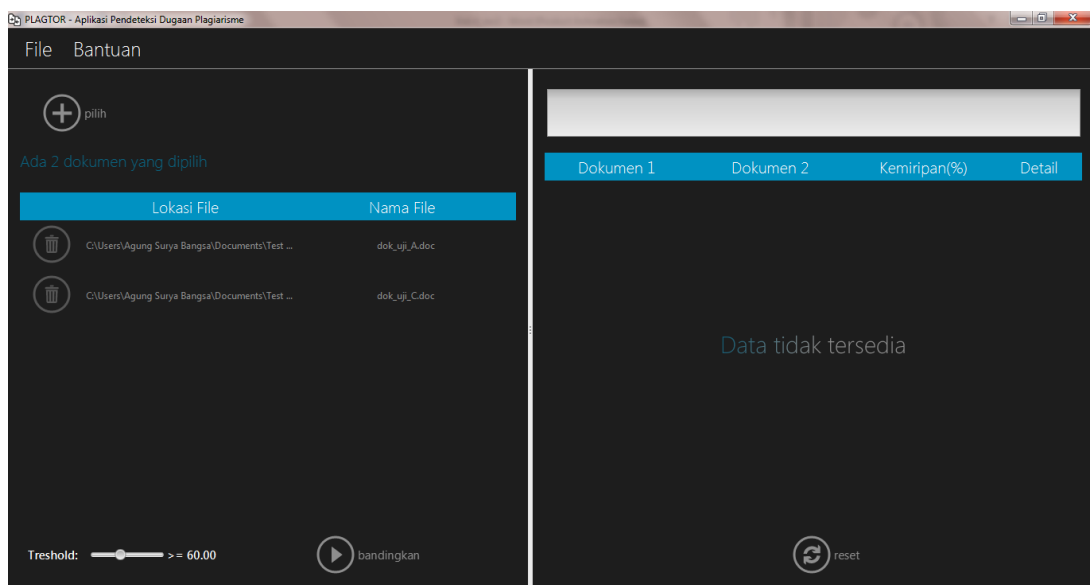 PLAGTOR - Aplikasi Pendeteksi Dugaan Plagiarisme
File Bantuan
pilih
Ada 2 dokumen yang dipilih
Lokasi File Nama File
C:\Users\Agung Surya Bangsa\Documents\Test ... dok_uji_A.doc
C:\Users\Agung Surya Bangsa\Documents\Test ... dok_uji_C.doc
Treshold: >= 60.00 bandingkan
Dokumen 1 Dokumen 2 Kemiripan(%) Detail
Data tidak tersedia
reset